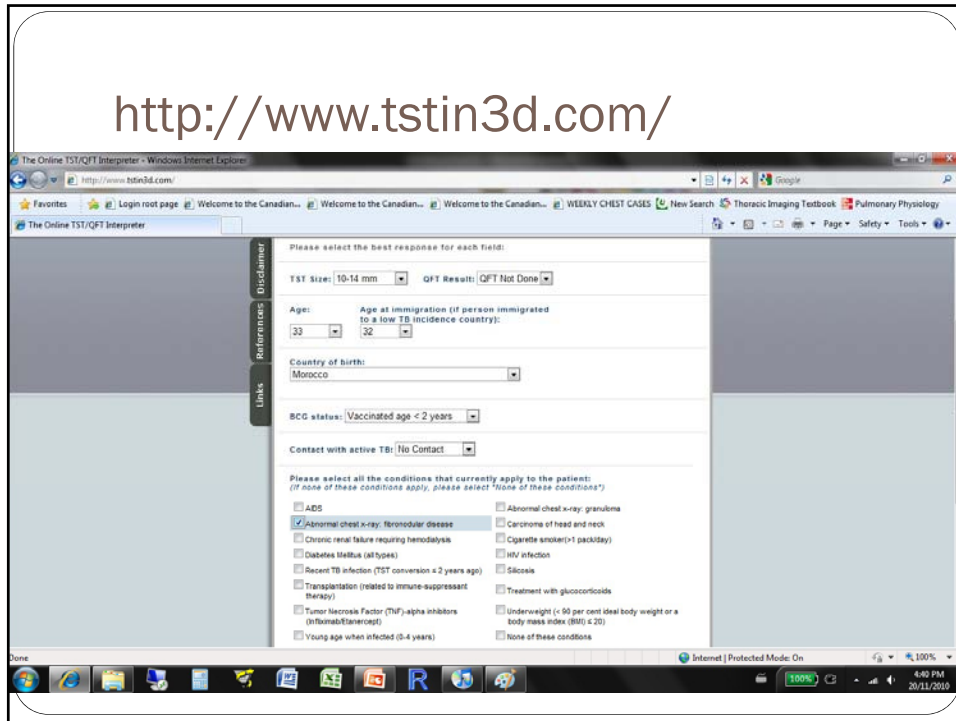 http://www.tstin3d.com/
The Online TST/QFT Interpreter - Windows Internet Explorer
http://www.tstin3d.com/
Google
Favorites Login root page Welcome to the Canadian... Welcome to the Canadian... Welcome to the Canadian... WEEKLY CHEST CASES New Search Thoracic Imaging Textbook Pulmonary Physiology
The Online TST/QFT Interpreter
Page Safety Tools
Disclaimer
References
Links
Please select the best response for each field:
TST Size: 10-14 mm QFT Result: QFT Not Done
Age: Age at immigration (if person immigrated
to a low TB incidence country):
33 32
Country of birth:
Morocco
BCG status: Vaccinated age < 2 years
Contact with active TB: No Contact
Please select all the conditions that currently apply to the patient:
(If none of these conditions apply, please select "None of these conditions")
AIDS Abnormal chest x-ray: granuloma
Abnormal chest x-ray: fibronodular disease Carcinoma of head and neck
Chronic renal failure requiring hemodialysis Cigarette smoker(>1 pack/day)
Diabetes Mellitus (all types) HIV infection
Recent TB infection (TST conversion ≤ 2 years ago) Silicosis
Transplantation (related to immune-suppressant
therapy) Treatment with glucocorticoids
Tumor Necrosis Factor (TNF)-alpha inhibitors
(Infliximab/Etanercept) Underweight (< 90 per cent ideal body weight or a
body mass index (BMI) ≤ 20)
Young age when infected (0-4 years) None of these conditions
Done Internet | Protected Mode: On 100%
100% 4:40 PM
20/11/2010